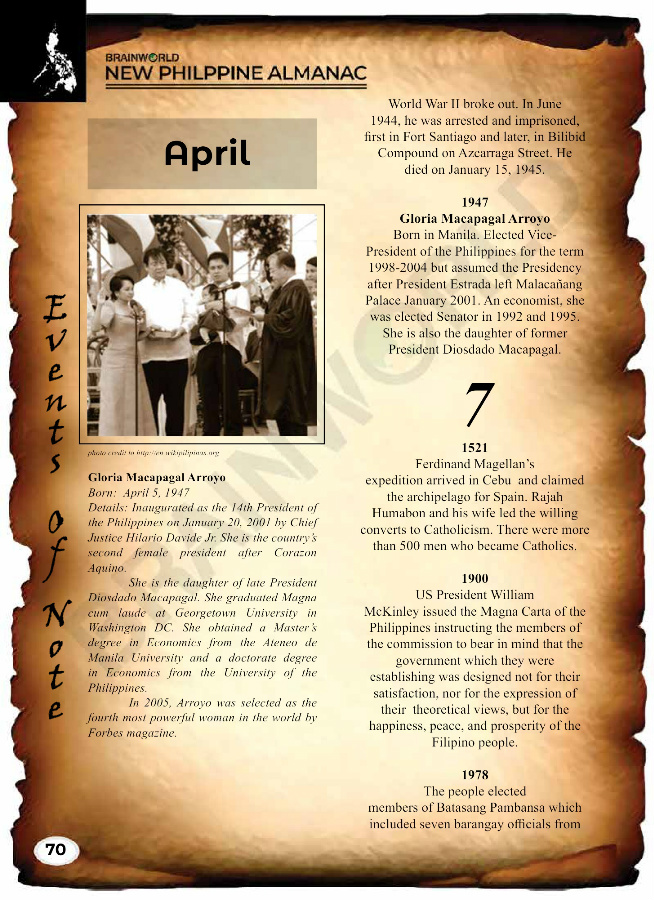 BRAINWORLD
NEW PHILPPINE ALMANAC
April
Events of Note
photo credit to http://en.wikipilipinas.org
Gloria Macapagal Arroyo
Born: April 5, 1947
Details: Inaugurated as the 14th President of
the Philippines on January 20, 2001 by Chief
Justice Hilario Davide Jr. She is the country's
second female president after Corazon
Aquino.
She is the daughter of late President
Diosdado Macapagal. She graduated Magna
cum laude at Georgetown University in
Washington DC. She obtained a Master's
degree in Economics from the Ateneo de
Manila University and a doctorate degree
in Economics from the University of the
Philippines.
In 2005, Arroyo was selected as the
fourth most powerful woman in the world by
Forbes magazine.
World War II broke out. In June
1944, he was arrested and imprisoned,
first in Fort Santiago and later, in Bilibid
Compound on Azcarraga Street. He
died on January 15, 1945.
1947
Gloria Macapagal Arroyo
Born in Manila. Elected Vice-
President of the Philippines for the term
1998-2004 but assumed the Presidency
after President Estrada left Malacañang
Palace January 2001. An economist, she
was elected Senator in 1992 and 1995.
She is also the daughter of former
President Diosdado Macapagal.
7
1521
Ferdinand Magellan's
expedition arrived in Cebu and claimed
the archipelago for Spain. Rajah
Humabon and his wife led the willing
converts to Catholicism. There were more
than 500 men who became Catholics.
1900
US President William
McKinley issued the Magna Carta of the
Philippines instructing the members of
the commission to bear in mind that the
government which they were
establishing was designed not for their
satisfaction, nor for the expression of
their theoretical views, but for the
happiness, peace, and prosperity of the
Filipino people.
1978
The people elected
members of Batasang Pambansa which
included seven barangay officials from
70
BRAINWORLD